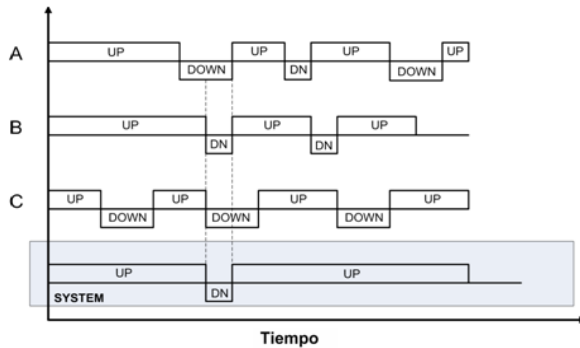 A UP DOWN UP DN UP DOWN UP
B UP DN UP DN UP
C UP DOWN UP DOWN UP DOWN UP
UP DN UP
SYSTEM
Tiempo